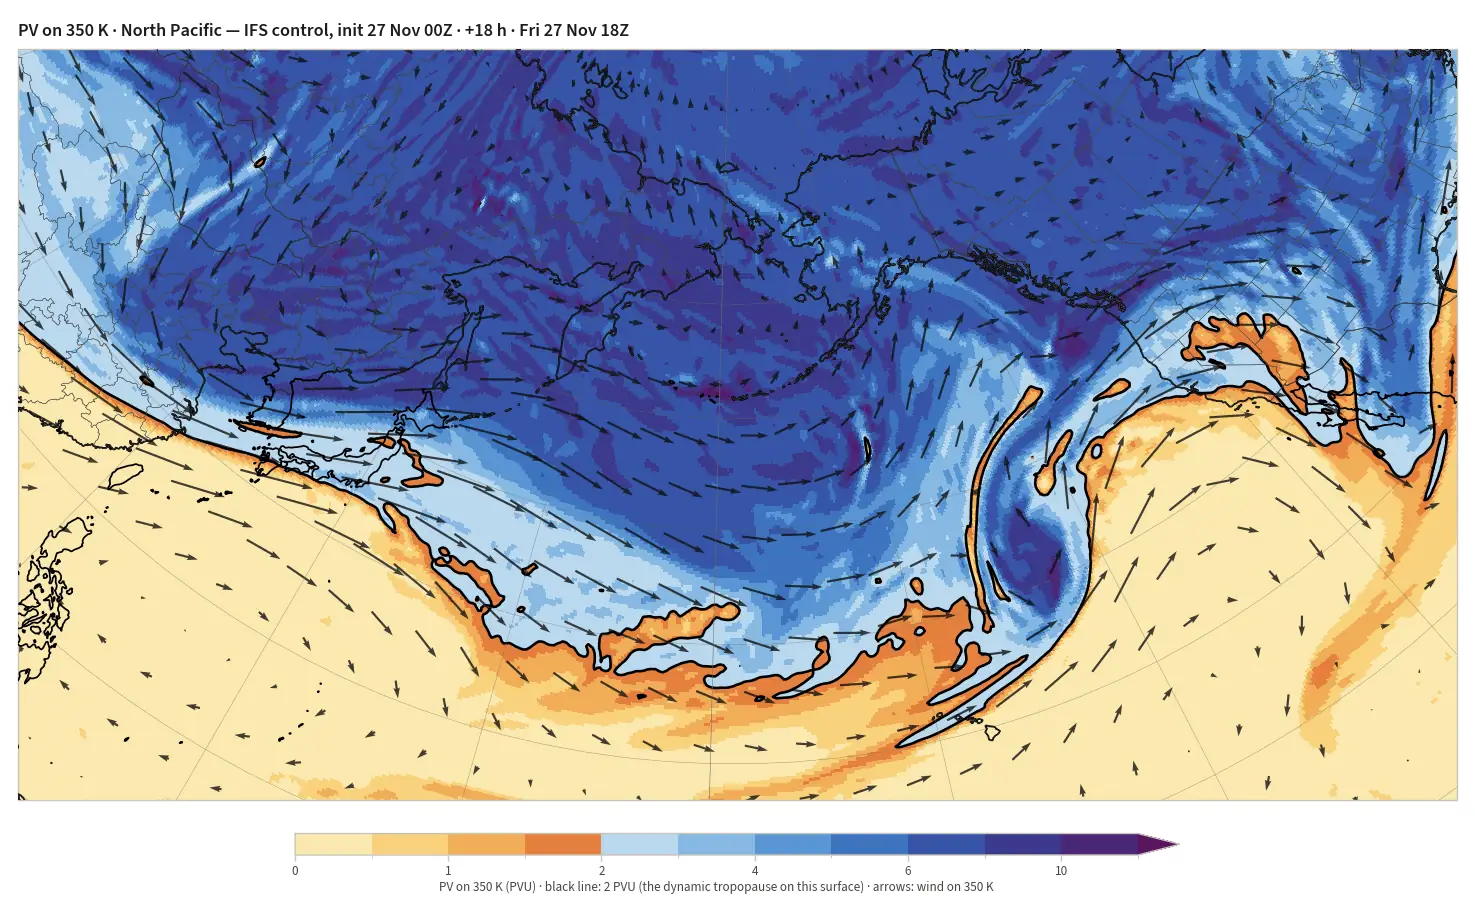 PV on 350 K · North Pacific — IFS control, init 27 Nov 00Z · +18 h · Fri 27 Nov 18Z
0 1 2 4 6 10
PV on 350 K (PVU) · black line: 2 PVU (the dynamic tropopause on this surface) · arrows: wind on 350 K